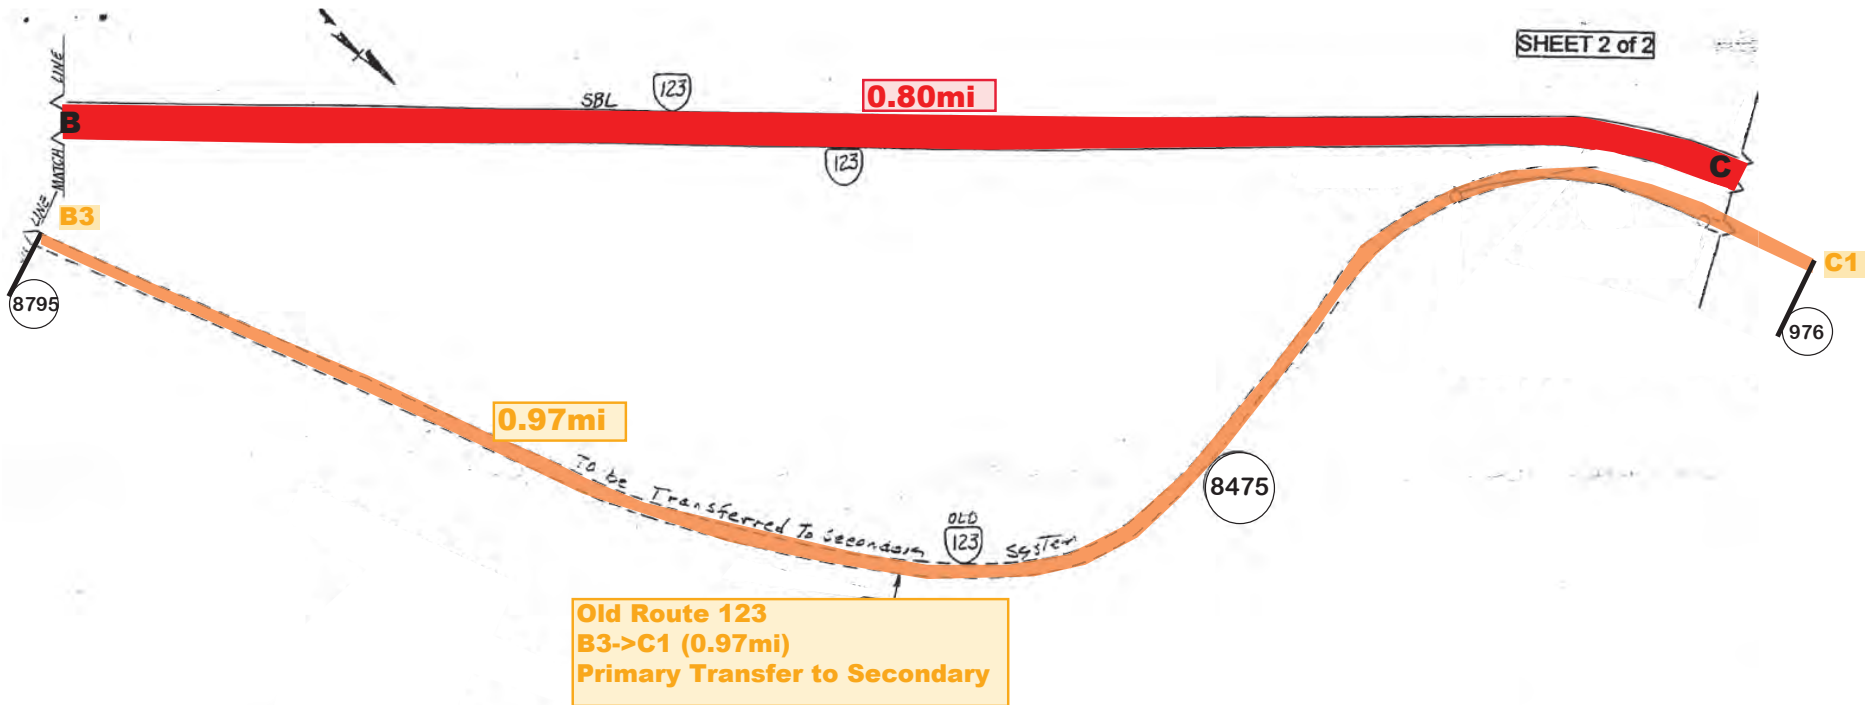 SHEET 2 of 2
LINE
MATCH
SBL
123
0.80mi
B
123
C
LINE
B3
8795
C1
976
0.97mi
To be Transferred To Secondary System
OLD
123
8475
Old Route 123
B3->C1 (0.97mi)
Primary Transfer to Secondary